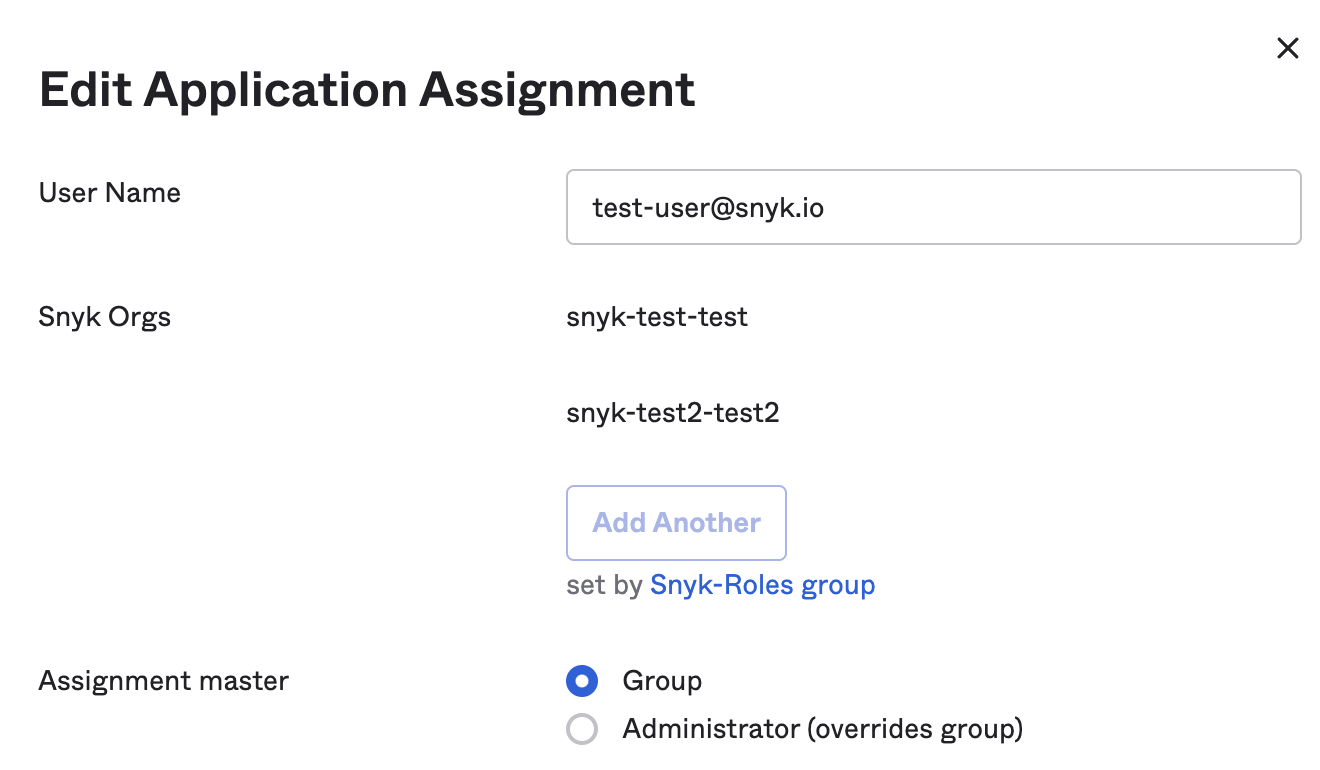 Edit Application Assignment
User Name
test-user@snyk.io
Snyk Orgs
snyk-test-test
snyk-test2-test2
Add Another
set by Snyk-Roles group
Assignment master
Group
Administrator (overrides group)